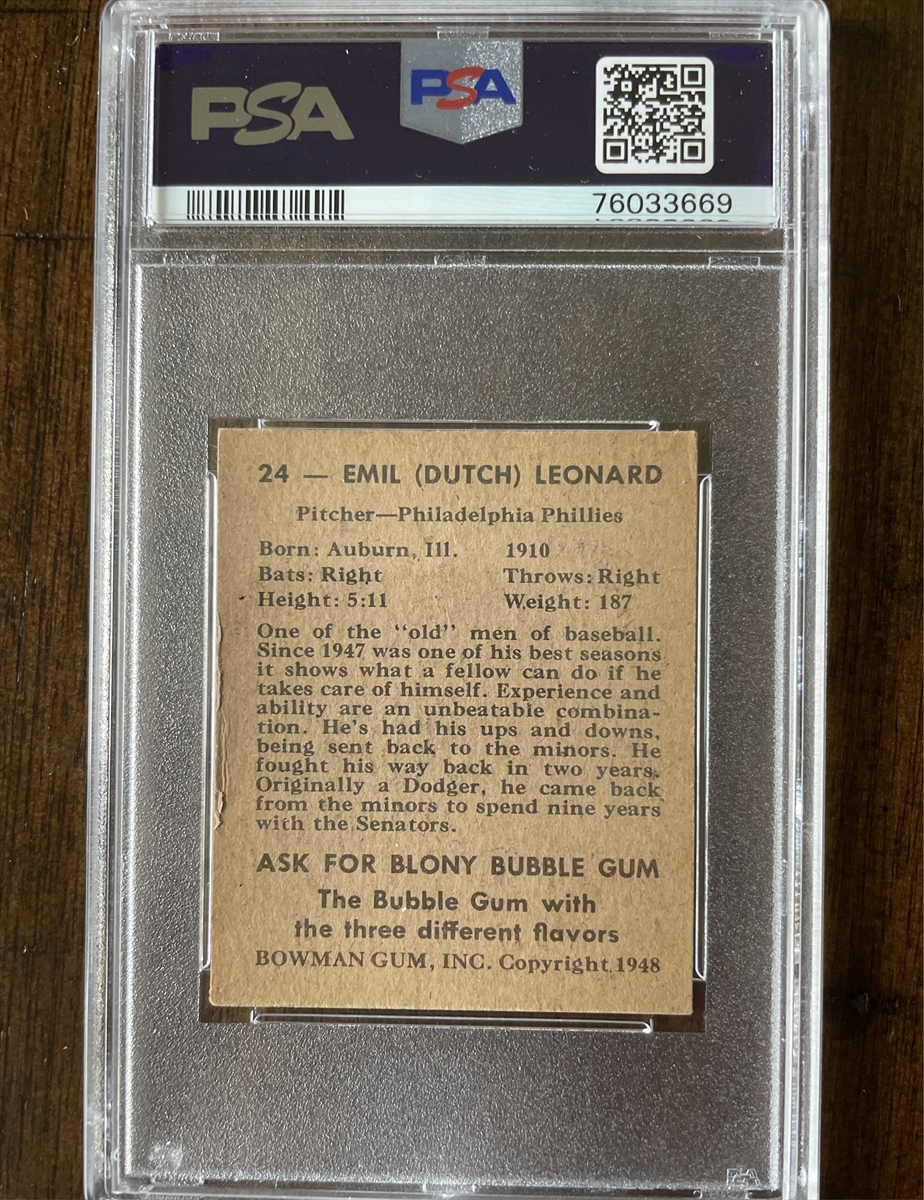 PSA
PSA
76033669
24 — EMIL (DUTCH) LEONARD
Pitcher—Philadelphia Phillies
Born: Auburn, Ill. 1910
Bats: Right Throws: Right
Height: 5:11 Weight: 187
One of the "old" men of baseball.
Since 1947 was one of his best seasons
it shows what a fellow can do if he
takes care of himself. Experience and
ability are an unbeatable combina-
tion. He's had his ups and downs,
being sent back to the minors. He
fought his way back in two years.
Originally a Dodger, he came back
from the minors to spend nine years
with the Senators.
ASK FOR BLONY BUBBLE GUM
The Bubble Gum with
the three different flavors
BOWMAN GUM, INC. Copyright 1948
PSA